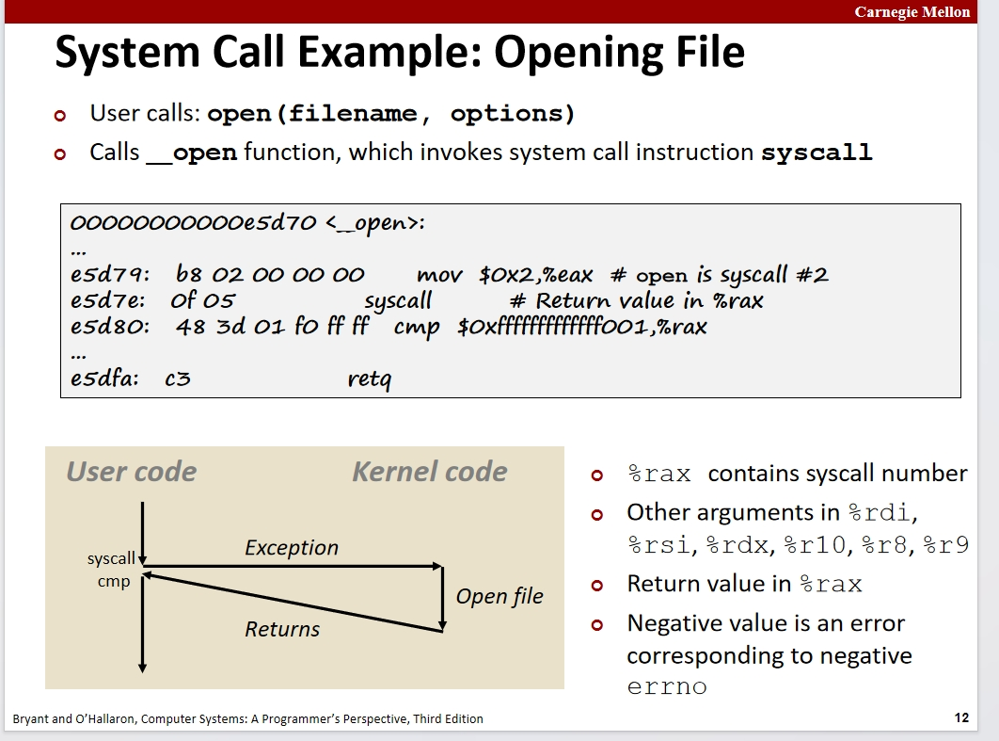 Carnegie Mellon
System Call Example: Opening File
User calls: open(filename, options)
Calls __open function, which invokes system call instruction syscall
00000000000e5d70 <__open>:
...
e5d79: b8 02 00 00 00 mov $0x2,%eax # open is syscall #2
e5d7e: 0f 05 syscall # Return value in %rax
e5d80: 48 3d 01 f0 ff ff cmp $0xfffffffffffff001,%rax
...
e5dfa: c3 retq
User code Kernel code
Exception
syscall
cmp
Open file
Returns
%rax contains syscall number
Other arguments in %rdi,
%rsi, %rdx, %r10, %r8, %r9
Return value in %rax
Negative value is an error
corresponding to negative
errno
Bryant and O'Hallaron, Computer Systems: A Programmer's Perspective, Third Edition
12